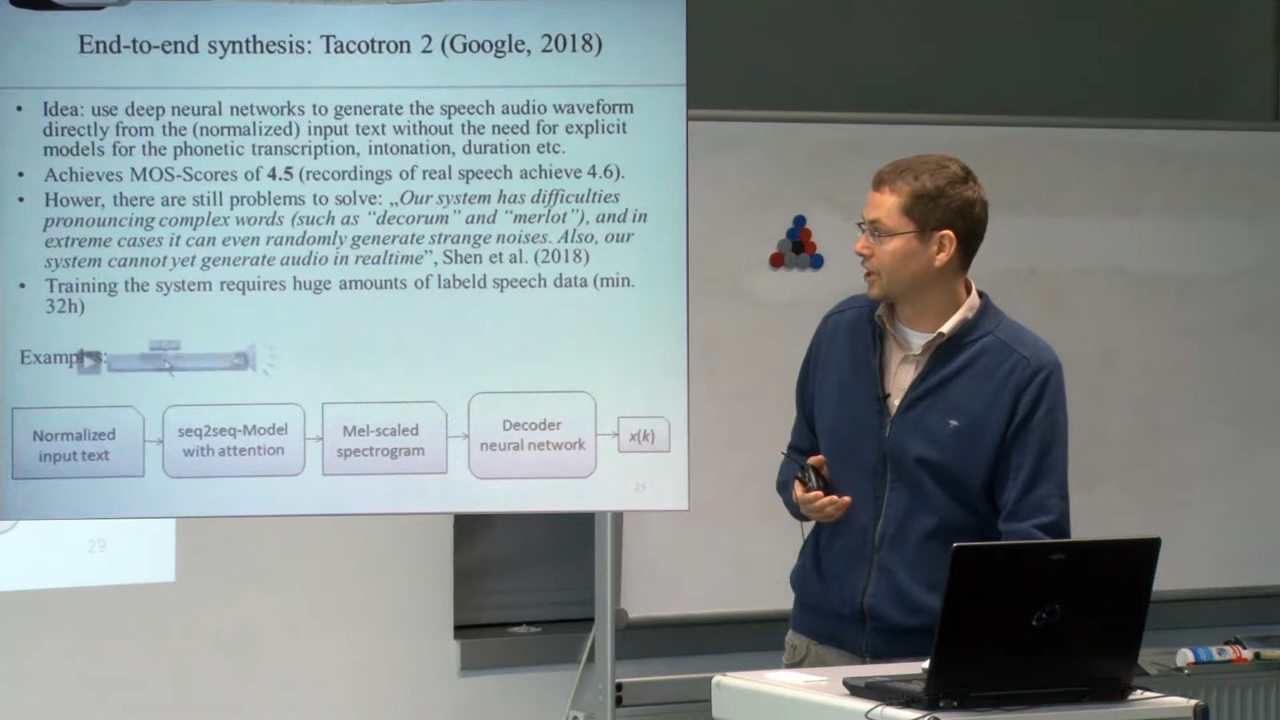 End-to-end synthesis: Tacotron 2 (Google, 2018)
• Idea: use deep neural networks to generate the speech audio waveform
directly from the (normalized) input text without the need for explicit
models for the phonetic transcription, intonation, duration etc.
• Achieves MOS-Scores of 4.5 (recordings of real speech achieve 4.6).
• Hower, there are still problems to solve: „Our system has difficulties
pronouncing complex words (such as “decorum” and “merlot”), and in
extreme cases it can even randomly generate strange noises. Also, our
system cannot yet generate audio in realtime”, Shen et al. (2018)
• Training the system requires huge amounts of labeld speech data (min.
32h)
Examples:
Normalized
input text
seq2seq-Model
with attention
Mel-scaled
spectrogram
Decoder
neural network
x(k)
29
29